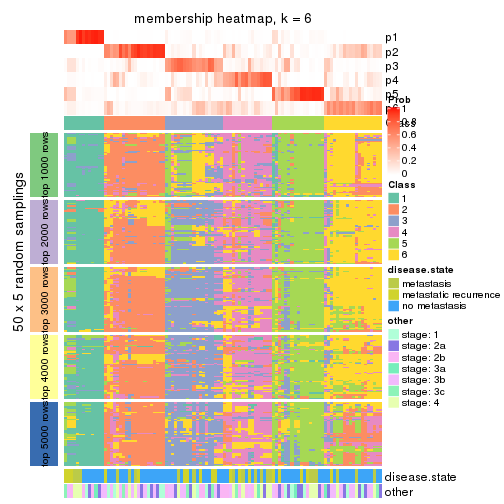 membership heatmap, k = 6
p1
p2
p3
p4
p5
p6
Prob
1
0.8
0.6
0.4
0.2
0
Class
Class
1
2
3
4
5
6
disease.state
metastasis
metastatic recurrence
no metastasis
other
stage: 1
stage: 2a
stage: 2b
stage: 3a
stage: 3b
stage: 3c
stage: 4
50 x 5 random samplings
top 1000 rows
top 2000 rows
top 3000 rows
top 4000 rows
top 5000 rows
disease.state
other